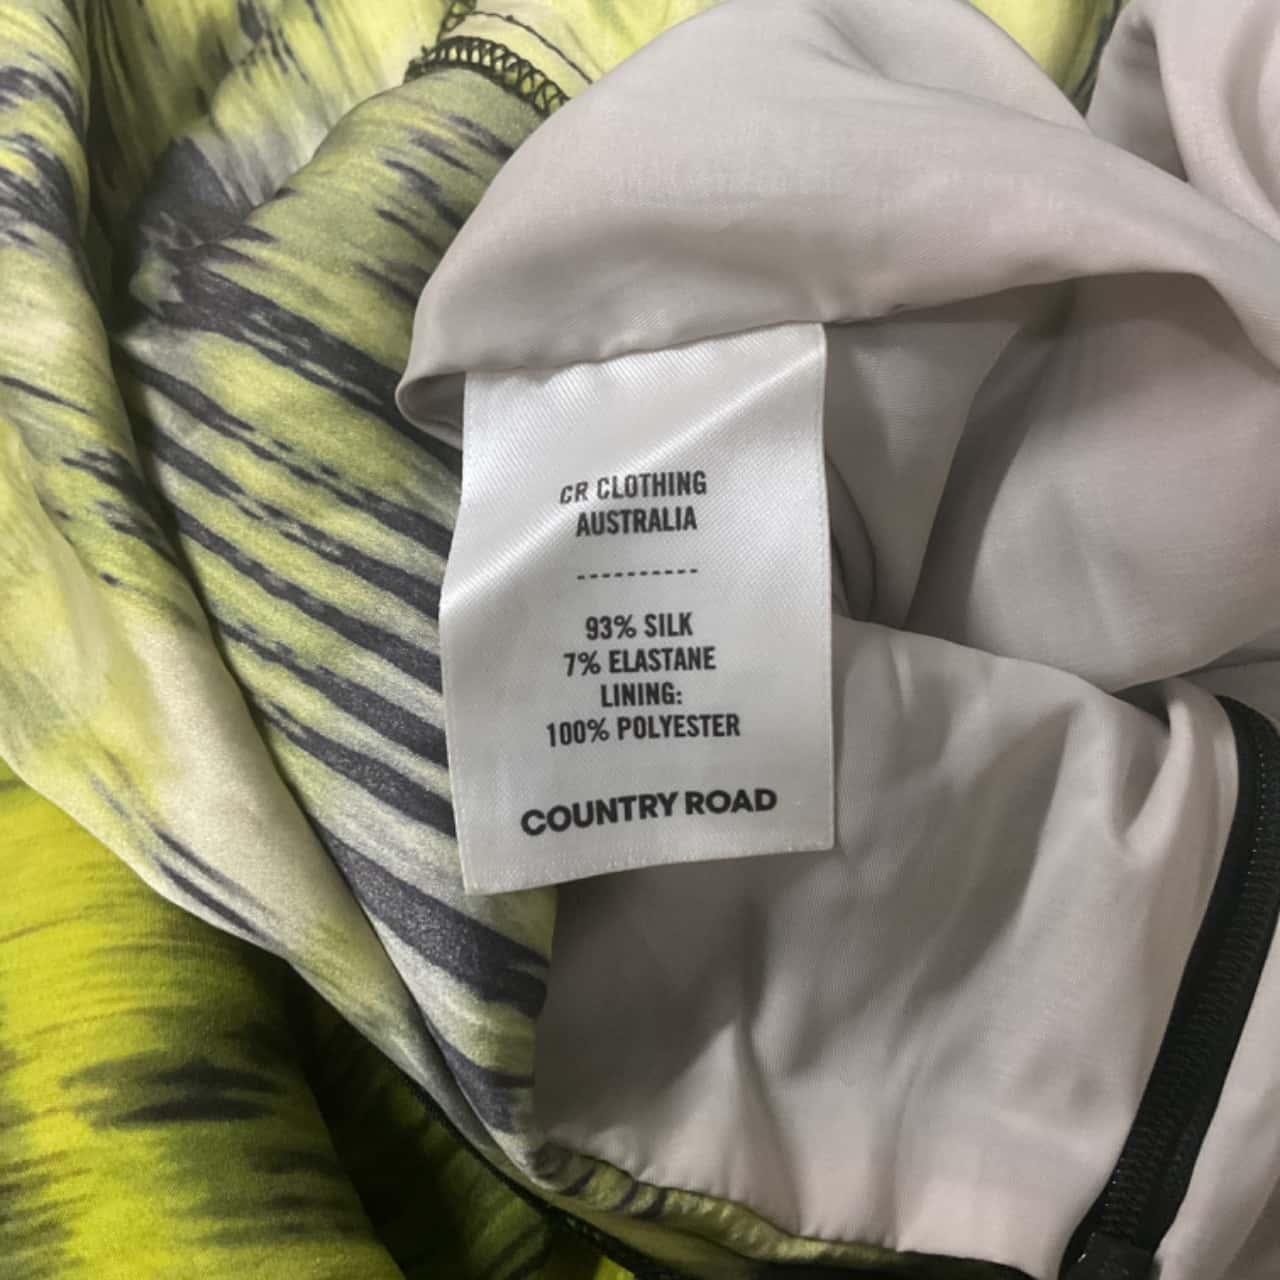 CR CLOTHING
AUSTRALIA
----------
93% SILK
7% ELASTANE
LINING:
100% POLYESTER
COUNTRY ROAD